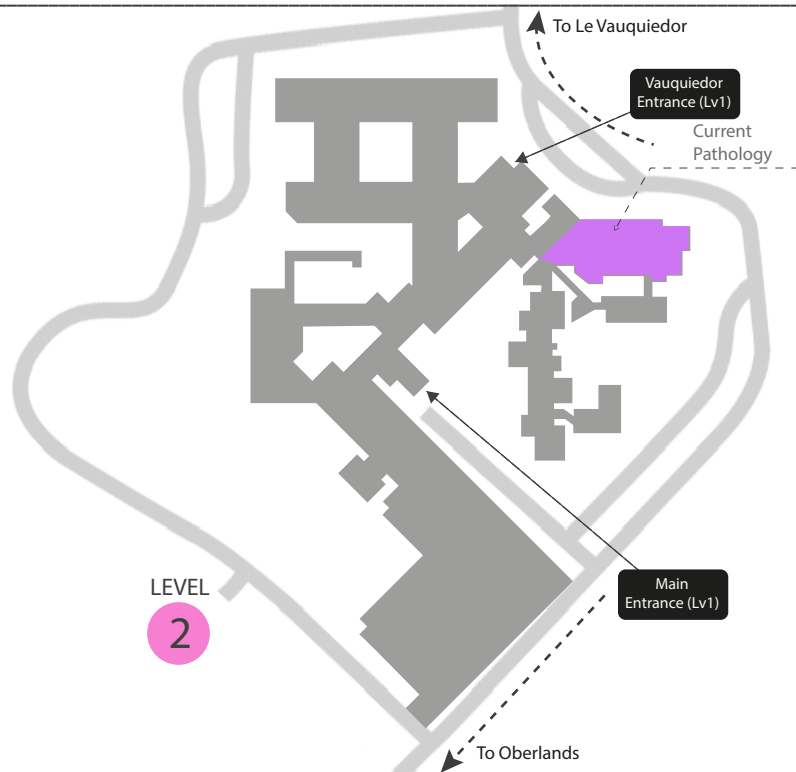 To Le Vauquiedor
Vauquiedor
Entrance (Lv1)
Current
Pathology
LEVEL
2
Main
Entrance (Lv1)
To Oberlands